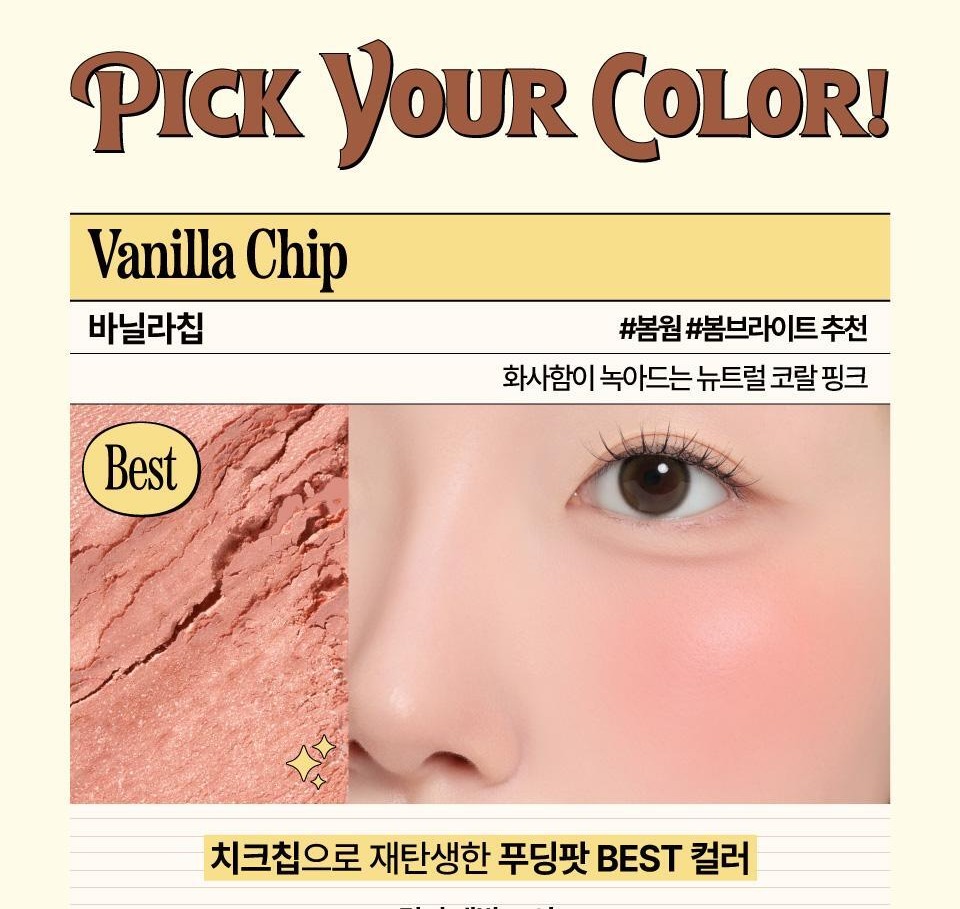 PICK YOUR COLOR!
Vanilla Chip
바닐라칩
#봄웜 #봄브라이트 추천
화사함이 녹아드는 뉴트럴 코랄 핑크
Best
치크칩으로 재탄생한 푸딩팟 BEST 컬러